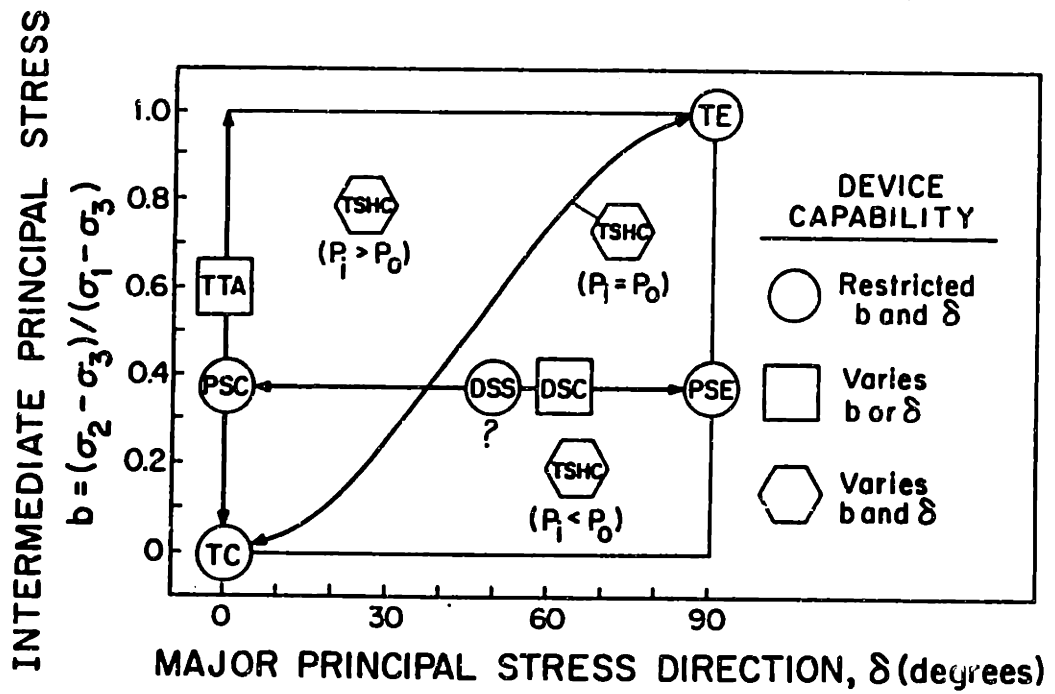 INTERMEDIATE PRINCIPAL STRESS
b = (σ₂ − σ₃) / (σ₁ − σ₃)
1.0
0.8
0.6
0.4
0.2
0
TE
TSHC
(Pᵢ > Pₒ)
TSHC
(Pᵢ = Pₒ)
TTA
PSC
DSS
?
DSC
PSE
TSHC
(Pᵢ < Pₒ)
TC
DEVICE
CAPABILITY
Restricted
b and δ
Varies
b or δ
Varies
b and δ
0
30
60
90
MAJOR PRINCIPAL STRESS DIRECTION, δ (degrees)